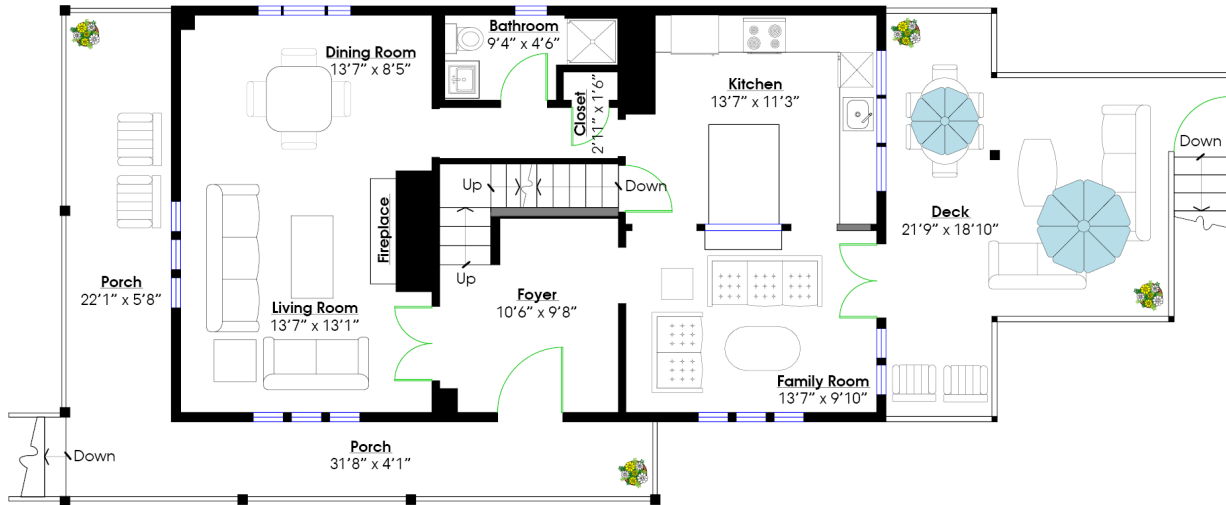 Bathroom
9'4" x 4'6"
Dining Room
13'7" x 8'5"
Kitchen
13'7" x 11'3"
Closet
2'11" x 1'6"
Down
Up
Down
Deck
21'9" x 18'10"
Fireplace
Up
Porch
22'1" x 5'8"
Foyer
10'6" x 9'8"
Living Room
13'7" x 13'1"
Family Room
13'7" x 9'10"
Porch
31'8" x 4'1"
Down